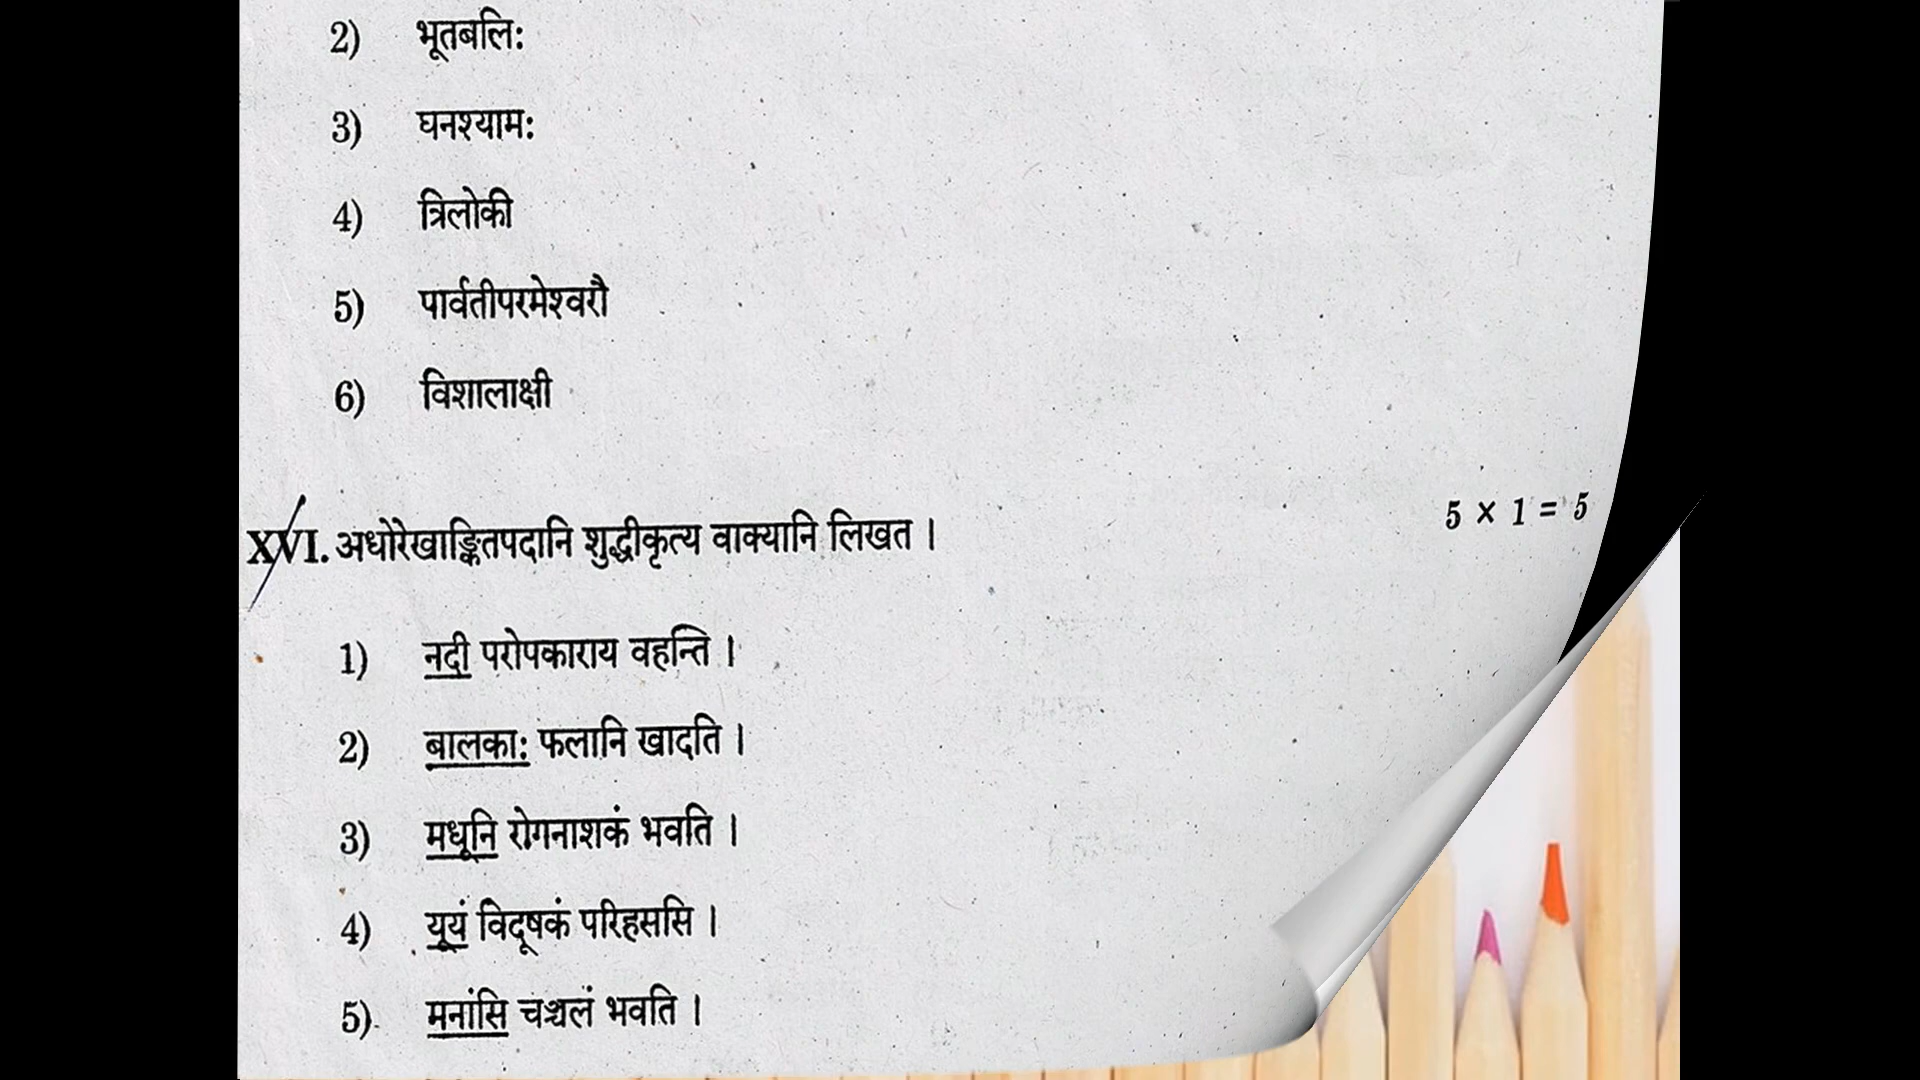 2) भूतबलि:
3) घनश्याम:
4) त्रिलोकी
5) पार्वतीपरमेश्वरौ
6) विशालाक्षी
XVI. अधोरेखाङ्कितपदानि शुद्धीकृत्य वाक्यानि लिखत । 5 × 1 = 5
1) नदी परोपकाराय वहन्ति ।
2) बालका: फलानि खादति ।
3) मधूनि रोगनाशकं भवति ।
4) यूयं विदूषकं परिहससि ।
5) मनांसि चञ्चलं भवति ।